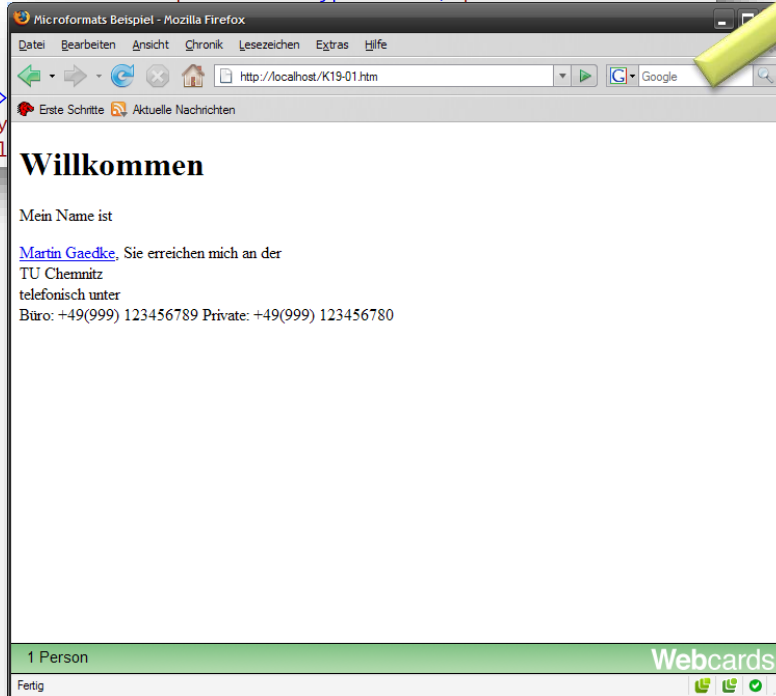 Microformats Beispiel - Mozilla Firefox
Datei Bearbeiten Ansicht Chronik Lesezeichen Extras Hilfe
http://localhost/K19-01.htm
G Google
Erste Schritte Aktuelle Nachrichten
Willkommen
Mein Name ist
Martin Gaedke, Sie erreichen mich an der
TU Chemnitz
telefonisch unter
Büro: +49(999) 123456789 Private: +49(999) 123456780
1 Person
Webcards
Fertig